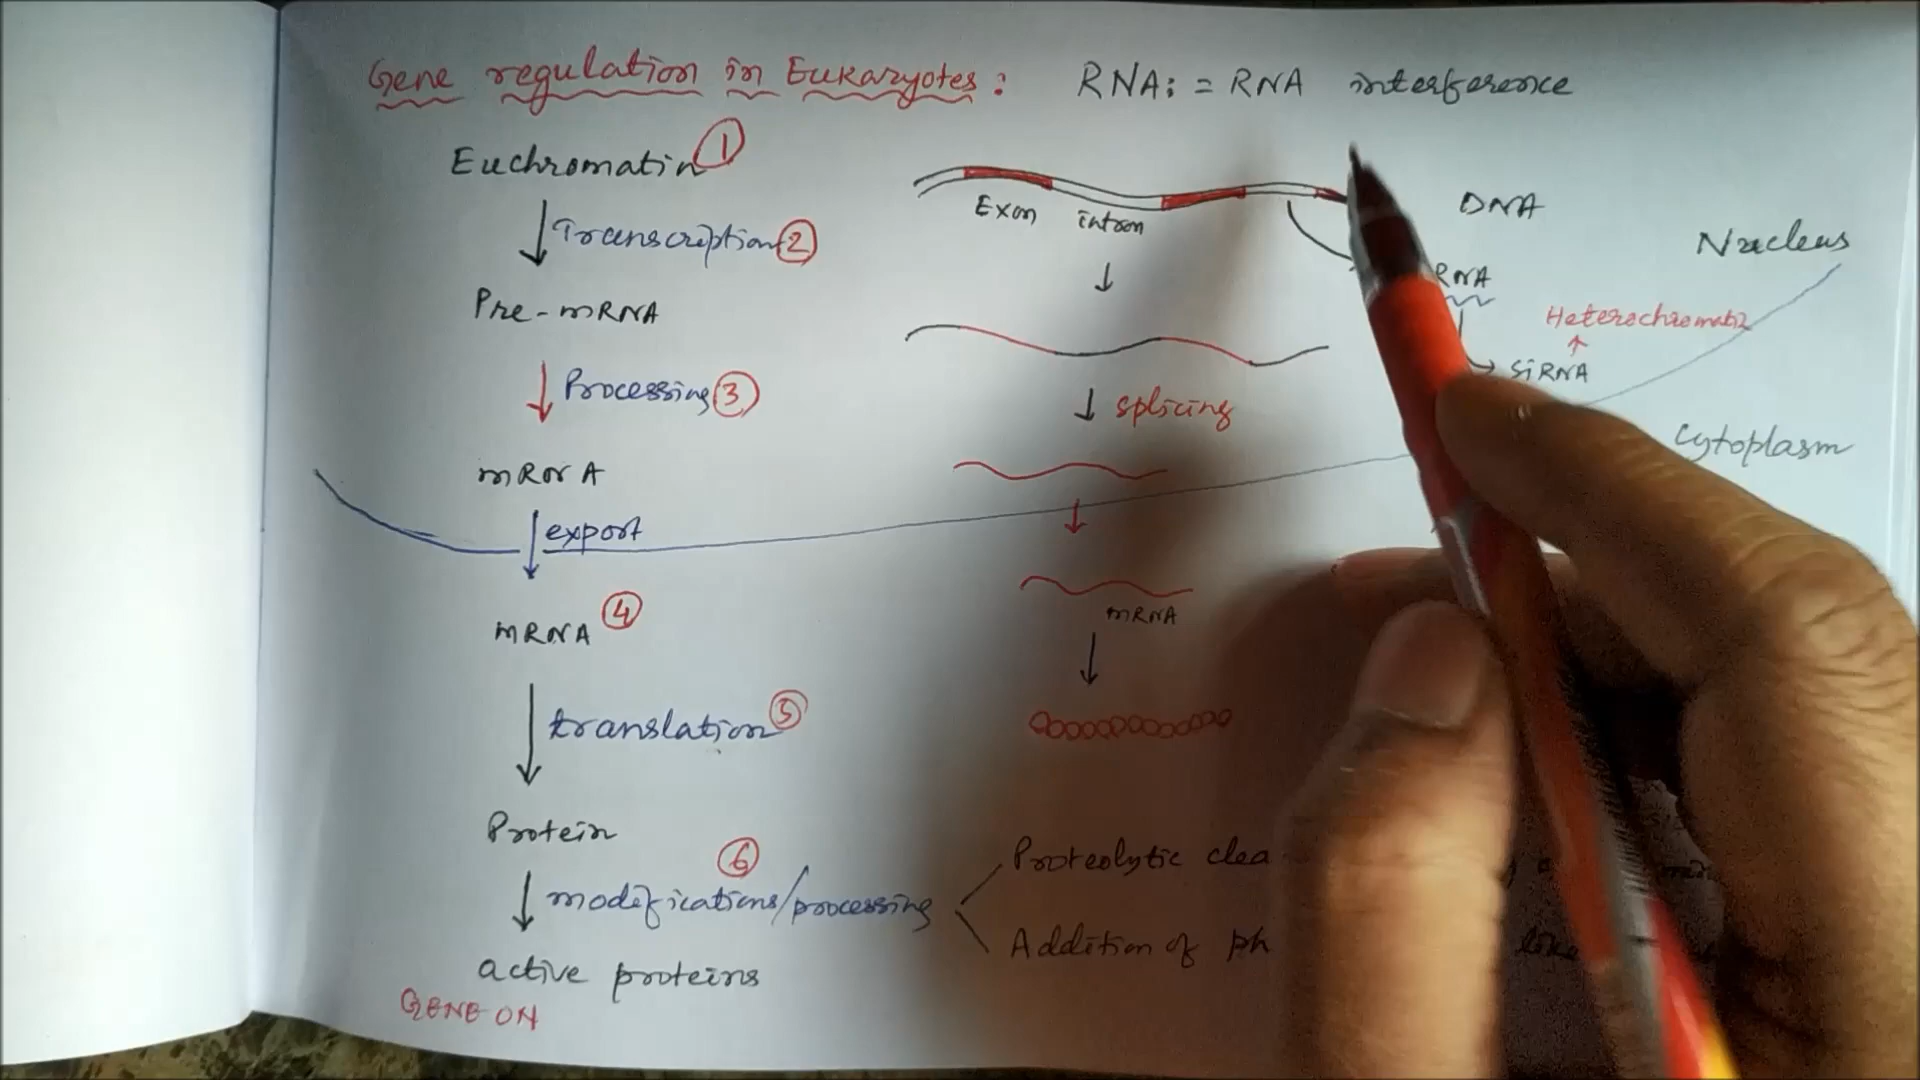 Gene regulation in Eukaryotes: RNAi = RNA interference
Euchromatin 1
Transcription 2
Pre-mRNA
Processing 3
mRNA
export
mRNA 4
translation 5
Protein
6
modifications/processing
active proteins
GENE ON
Exon intron
DNA
Nucleus
RNA
Heterochromatin
siRNA
splicing
Cytoplasm
mRNA
Proteolytic
Addition of
like